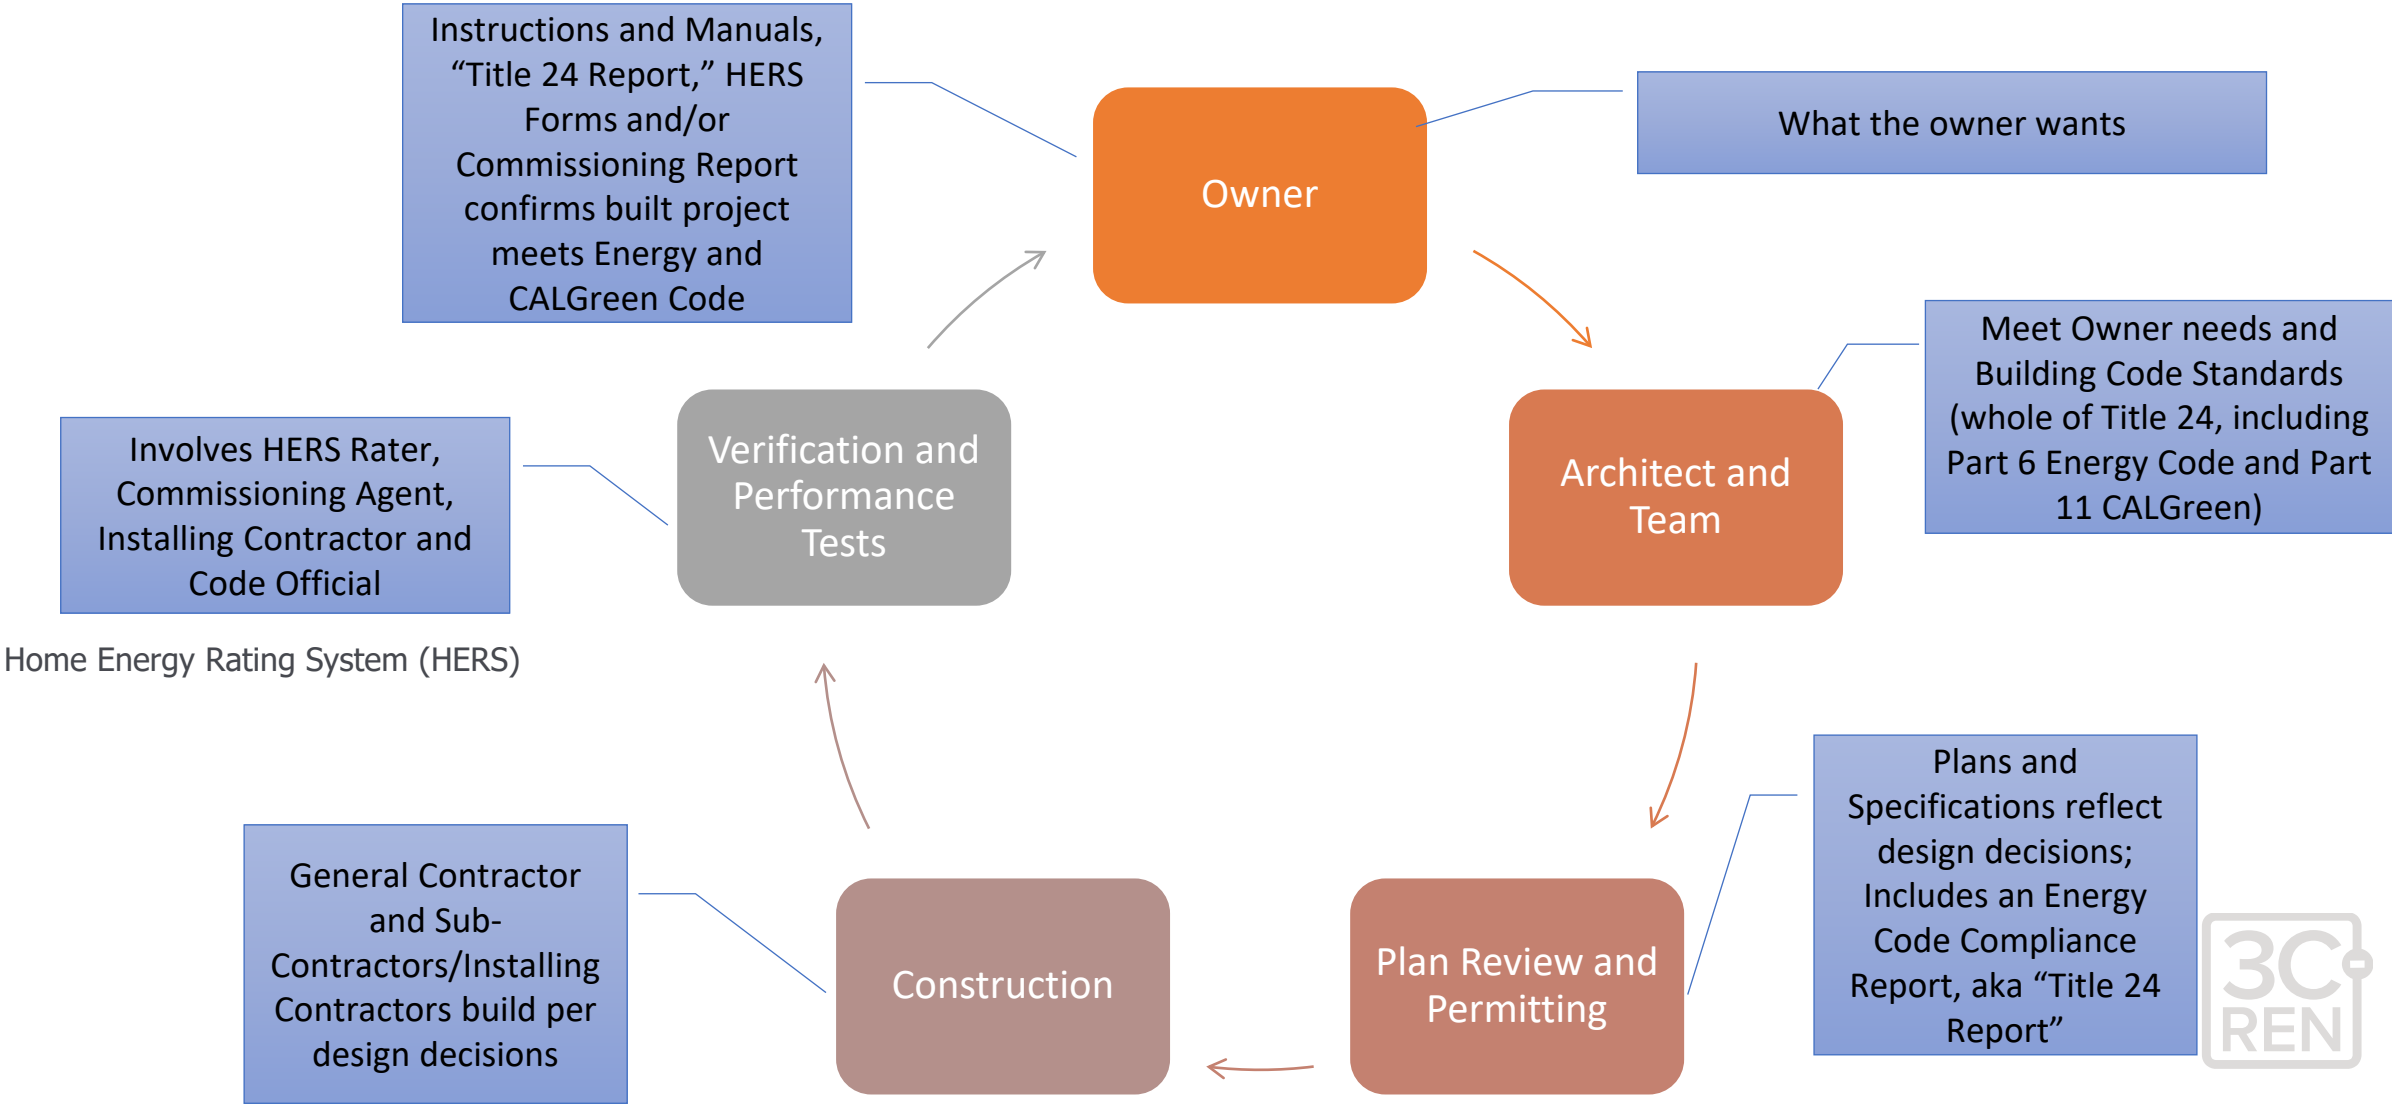 Instructions and Manuals,
“Title 24 Report,” HERS
Forms and/or
Commissioning Report
confirms built project
meets Energy and
CALGreen Code
Owner
What the owner wants
Meet Owner needs and
Building Code Standards
(whole of Title 24, including
Part 6 Energy Code and Part
11 CALGreen)
Architect and
Team
Verification and
Performance
Tests
Involves HERS Rater,
Commissioning Agent,
Installing Contractor and
Code Official
Home Energy Rating System (HERS)
Plans and
Specifications reflect
design decisions;
Includes an Energy
Code Compliance
Report, aka “Title 24
Report”
Plan Review and
Permitting
Construction
General Contractor
and Sub-
Contractors/Installing
Contractors build per
design decisions
3C
REN